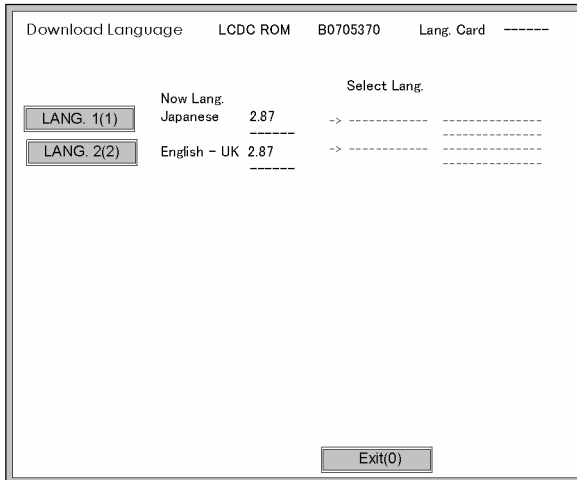 Download Language LCDC ROM B0705370 Lang. Card ------
Select Lang.
Now Lang.
LANG. 1(1) Japanese 2.87 -> ------------ ---------------
------ ---------------
LANG. 2(2) English - UK 2.87 -> ------------ ---------------
------ ---------------
Exit(0)